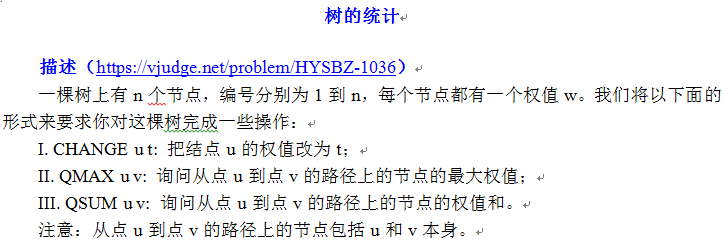 树的统计
描述（https://vjudge.net/problem/HYSBZ-1036）
一棵树上有 n 个节点，编号分别为 1 到 n，每个节点都有一个权值 w。我们将以下面的
形式来要求你对这棵树完成一些操作：
I. CHANGE u t: 把结点 u 的权值改为 t；
II. QMAX u v: 询问从点 u 到点 v 的路径上的节点的最大权值；
III. QSUM u v: 询问从点 u 到点 v 的路径上的节点的权值和。
注意：从点 u 到点 v 的路径上的节点包括 u 和 v 本身。